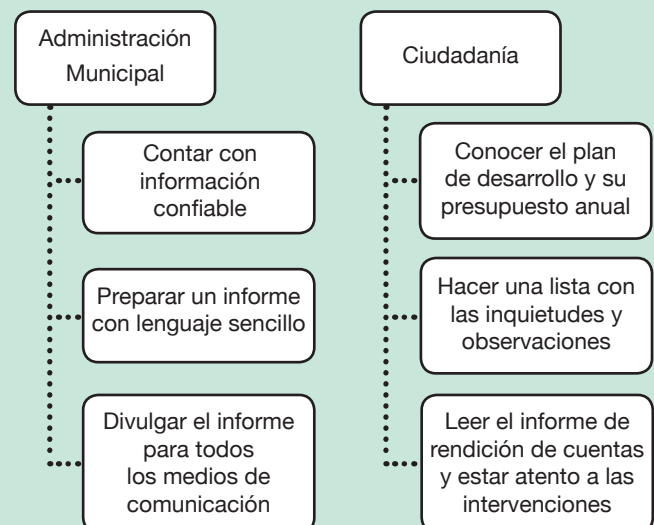 Administración
Municipal
Contar con
información
confiable
Preparar un informe
con lenguaje sencillo
Divulgar el informe
para todos
los medios de
comunicación
Ciudadanía
Conocer el plan
de desarrollo y su
presupuesto anual
Hacer una lista con
las inquietudes y
observaciones
Leer el informe de
rendición de cuentas
y estar atento a las
intervenciones